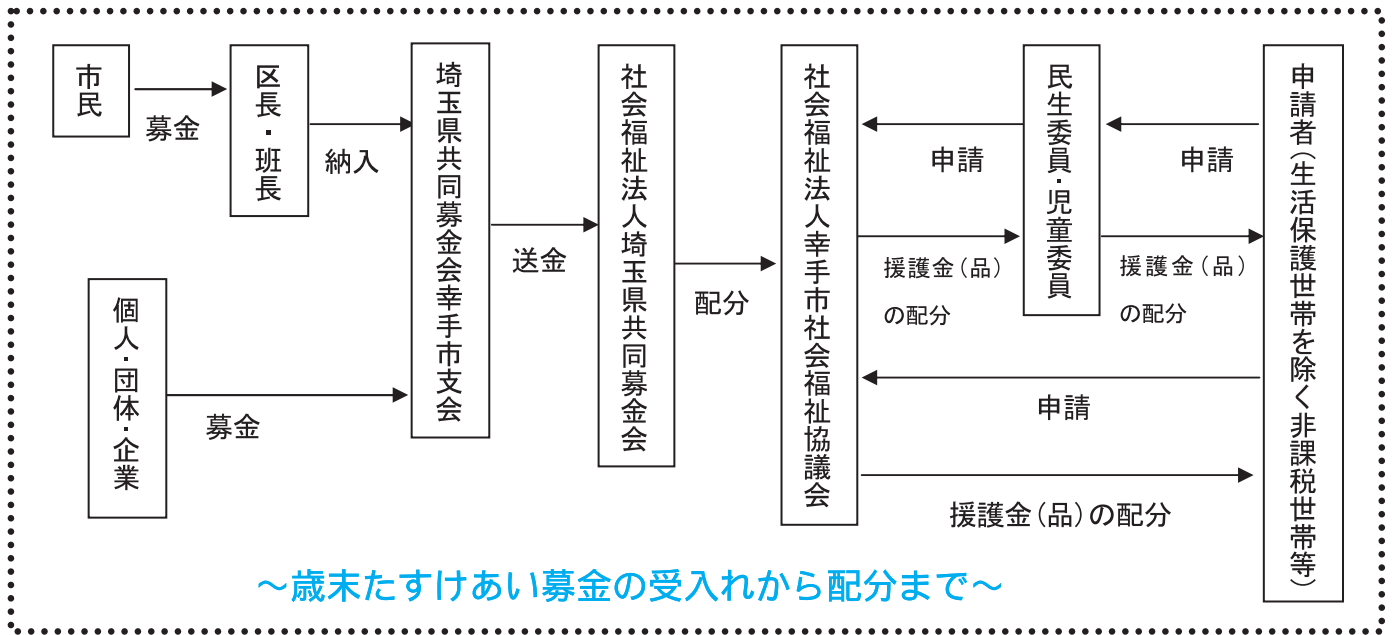 市民
募金
区長・班長
納入
個人・団体・企業
募金
埼玉県共同募金会幸手市支会
送金
社会福祉法人埼玉県共同募金会
配分
社会福祉法人幸手市社会福祉協議会
申請
援護金(品)
の配分
民生委員・児童委員
申請
援護金(品)
の配分
申請
援護金(品)の配分
申請者(生活保護世帯を除く非課税世帯等)
～歳末たすけあい募金の受入れから配分まで～